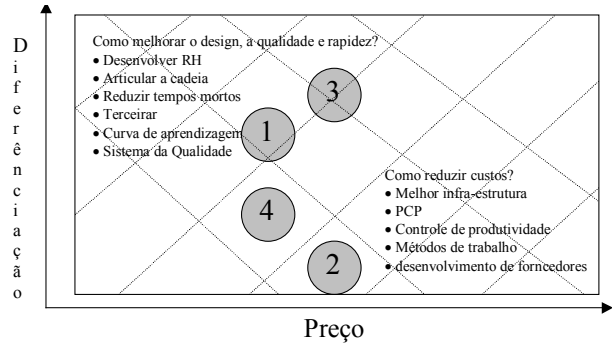 Diferênciação
Como melhorar o design, a qualidade e rapidez?
• Desenvolver RH
• Articular a cadeia
• Reduzir tempos mortos
• Terceirar
• Curva de aprendizagem
• Sistema da Qualidade
3
1
Como reduzir custos?
• Melhor infra-estrutura
• PCP
• Controle de produtividade
• Métodos de trabalho
• desenvolvimento de forncedores
4
2
Preço